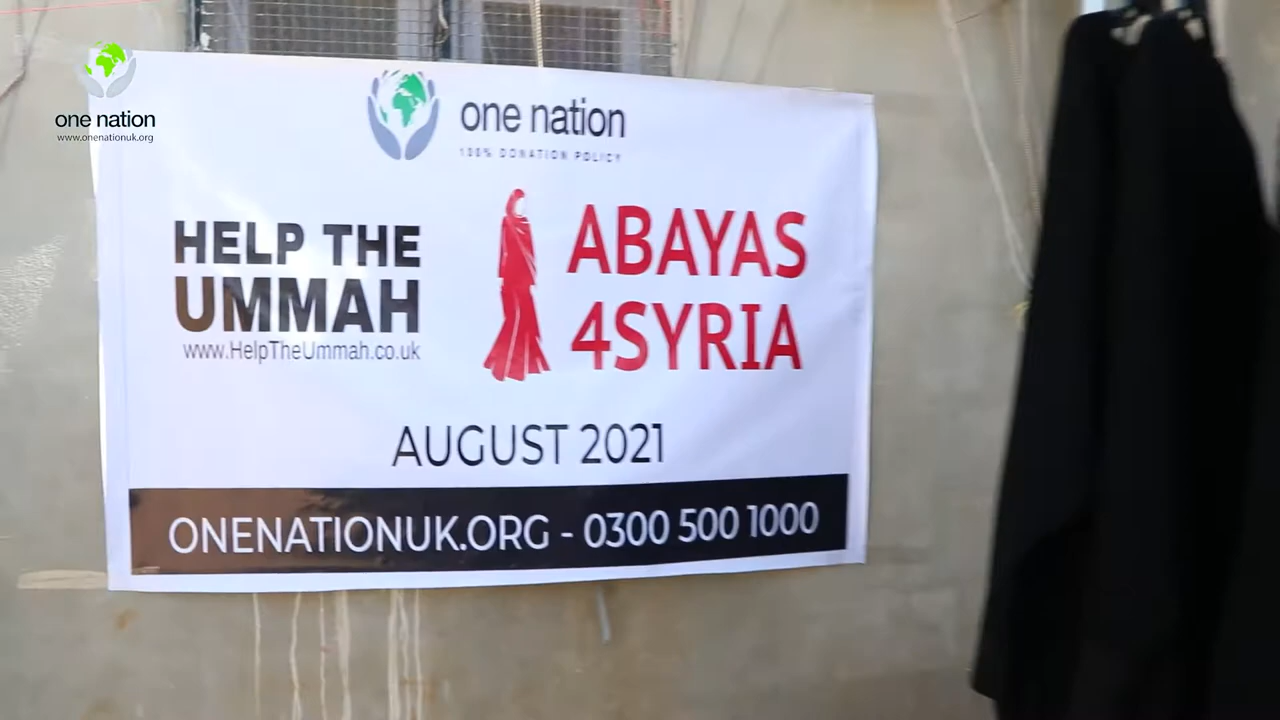 one nation
www.onenationuk.org
one nation
100% DONATION POLICY
HELP THE
UMMAH
www.HelpTheUmmah.co.uk
ABAYAS
4SYRIA
AUGUST 2021
ONENATIONUK.ORG - 0300 500 1000